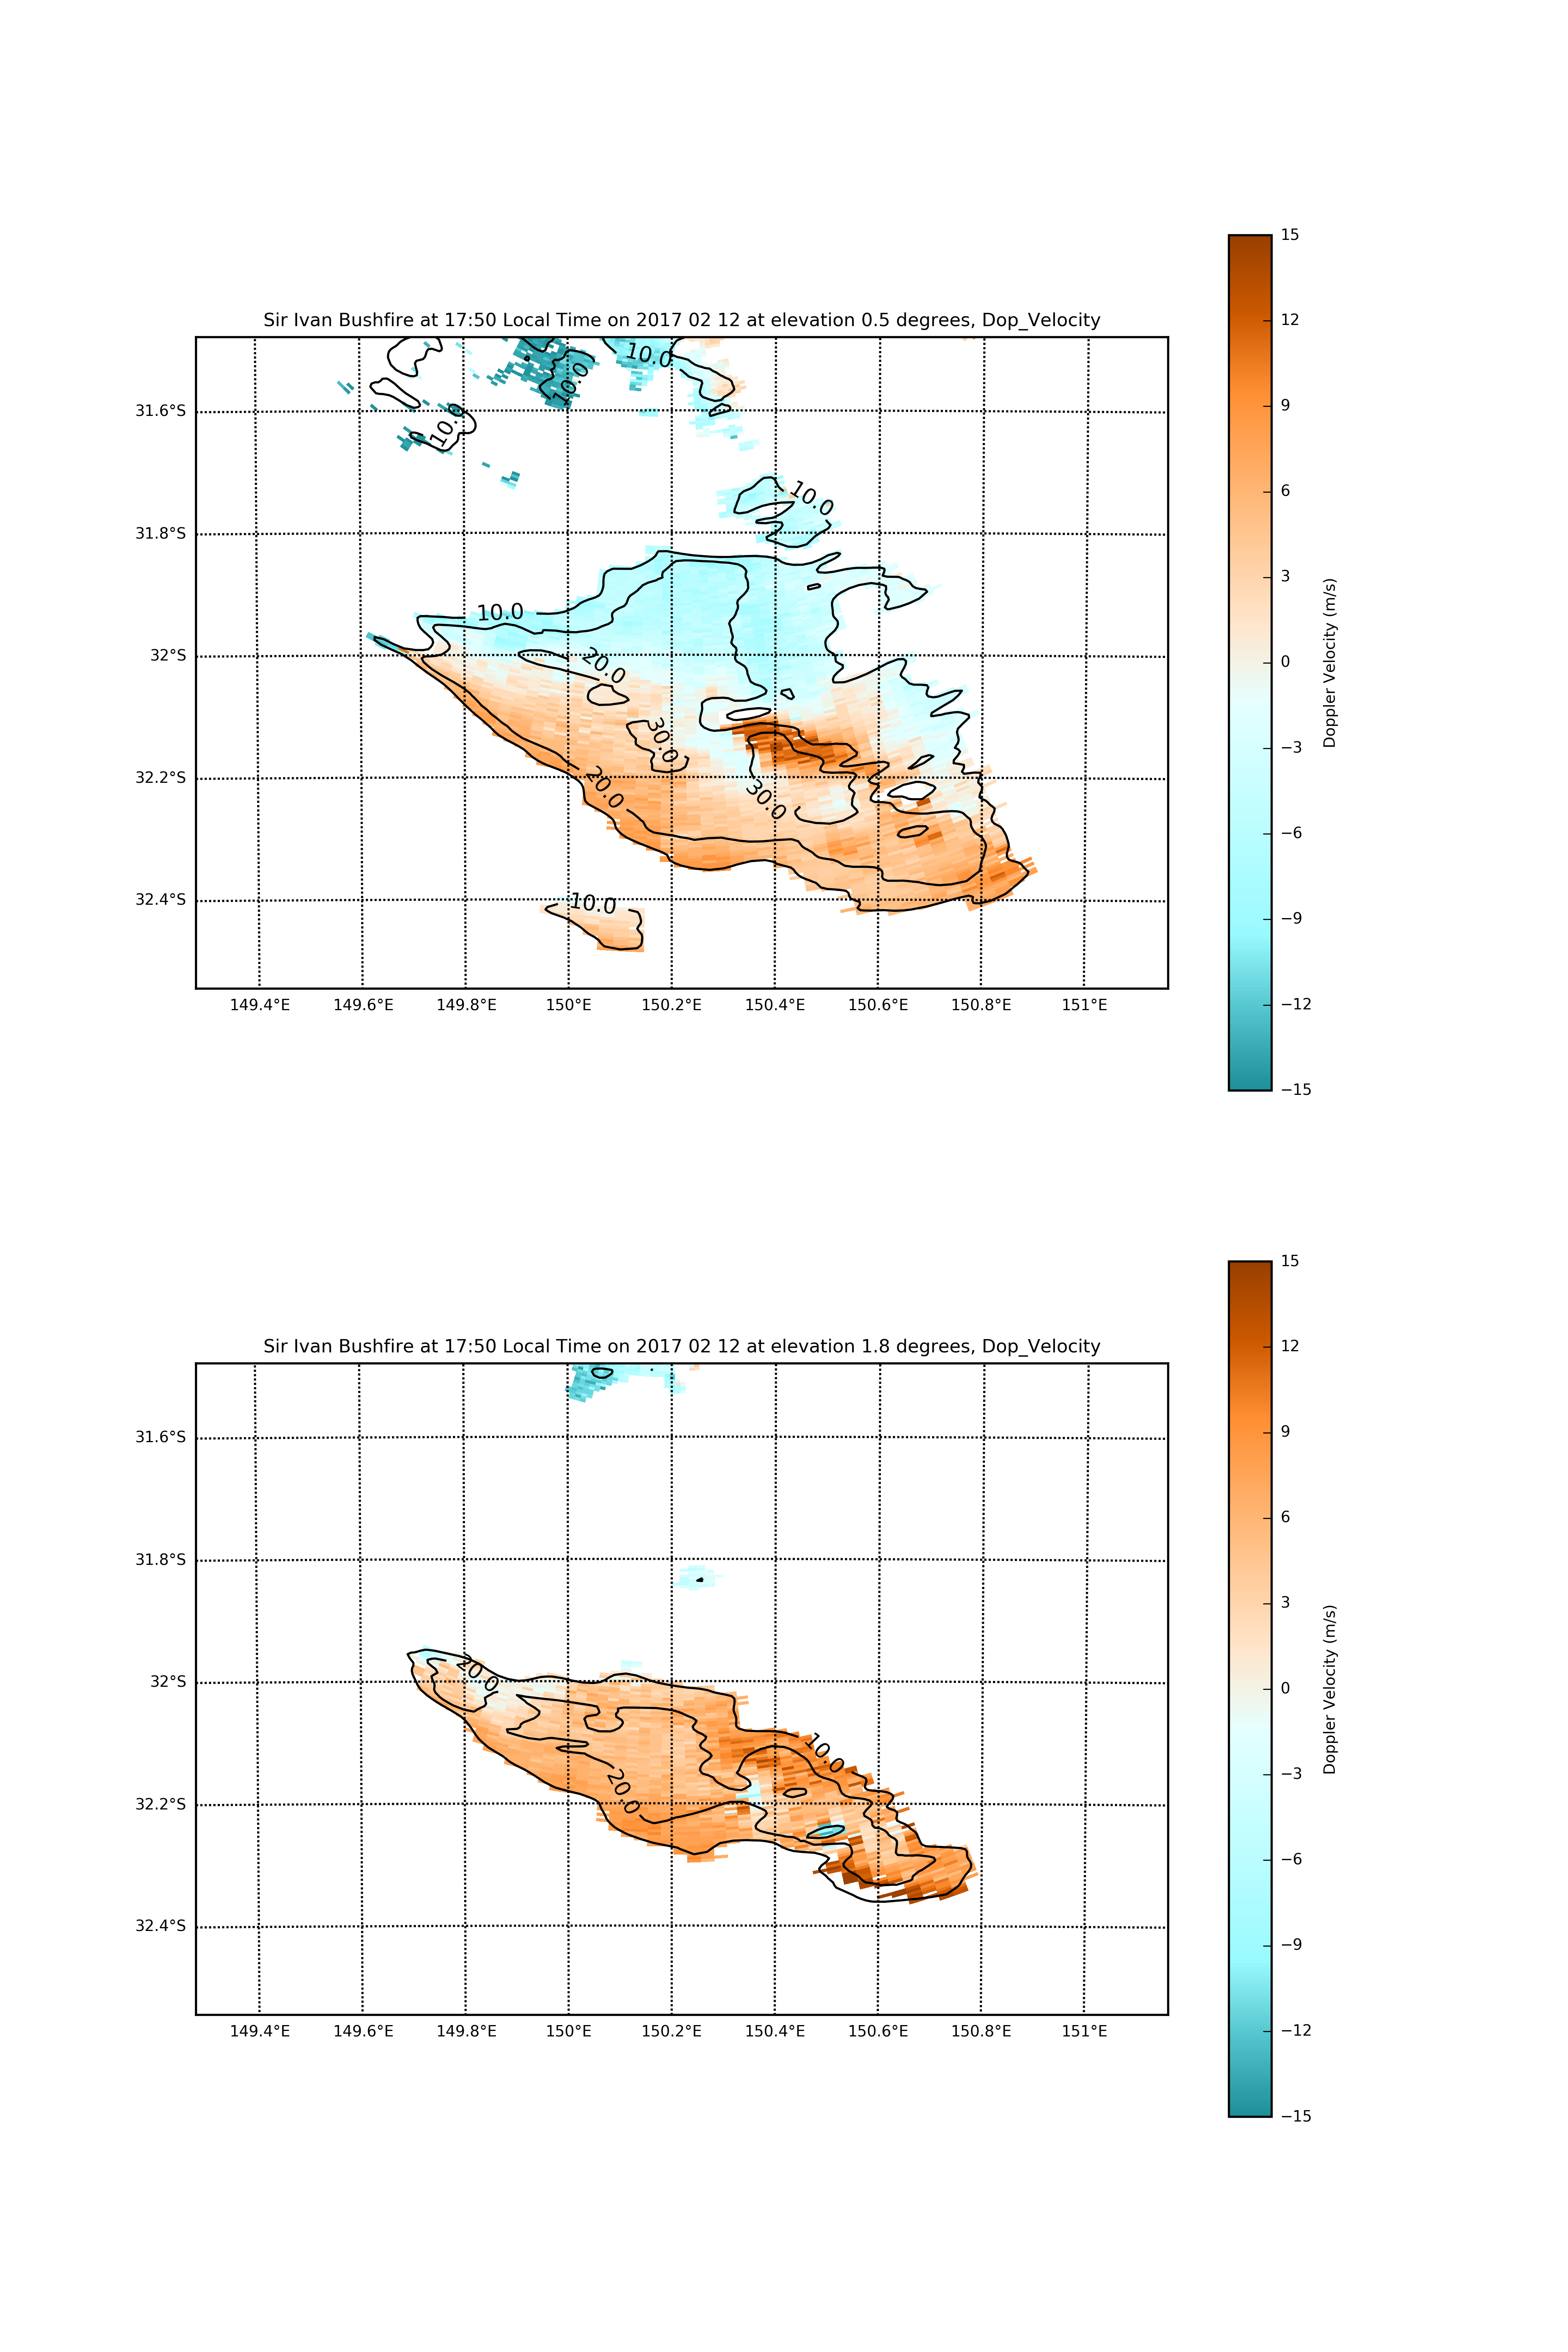 Sir Ivan Bushfire at 17:50 Local Time on 2017 02 12 at elevation 0.5 degrees, Dop_Velocity
10.0
10.0
10.0
10.0
10.0
20.0
30.0
20.0
30.0
10.0
31.6°S
31.8°S
32°S
32.2°S
32.4°S
149.4°E 149.6°E 149.8°E 150°E 150.2°E 150.4°E 150.6°E 150.8°E 151°E
15
12
9
6
3
0
−3
−6
−9
−12
−15
Doppler Velocity (m/s)
Sir Ivan Bushfire at 17:50 Local Time on 2017 02 12 at elevation 1.8 degrees, Dop_Velocity
20.0
10.0
20.0
31.6°S
31.8°S
32°S
32.2°S
32.4°S
149.4°E 149.6°E 149.8°E 150°E 150.2°E 150.4°E 150.6°E 150.8°E 151°E
15
12
9
6
3
0
−3
−6
−9
−12
−15
Doppler Velocity (m/s)